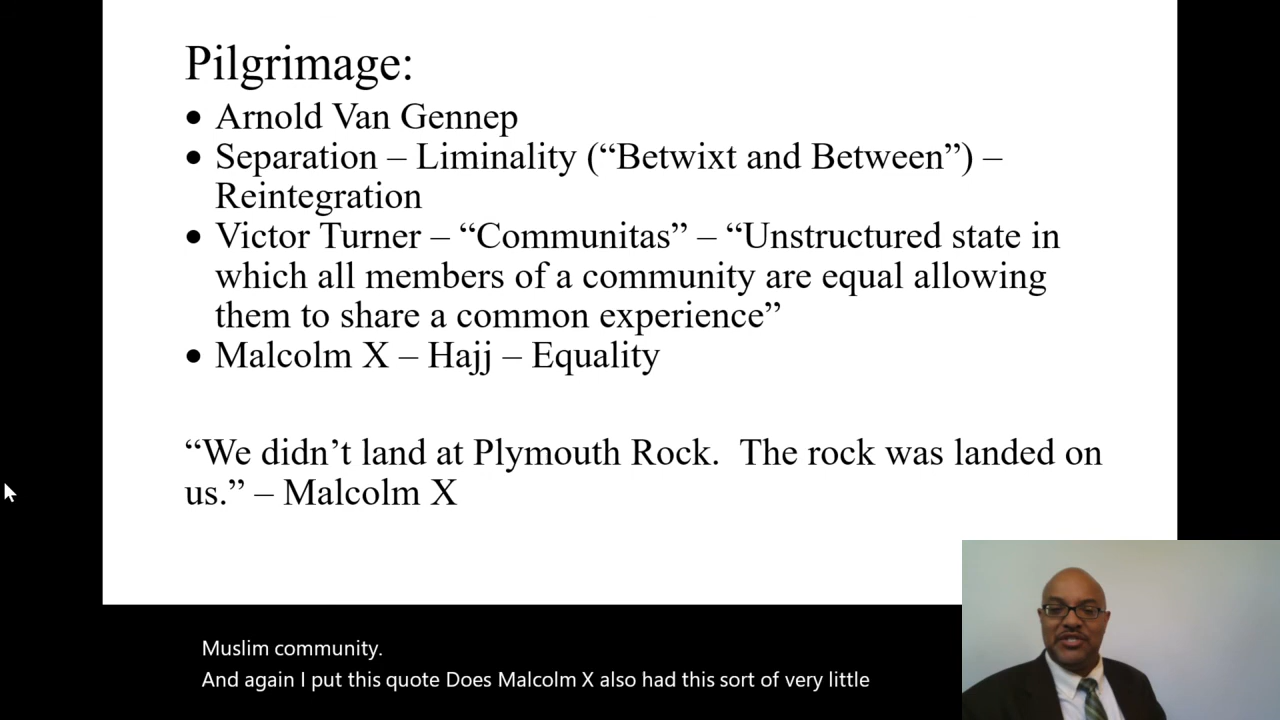 Pilgrimage:
• Arnold Van Gennep
• Separation – Liminality (“Betwixt and Between”) –
Reintegration
• Victor Turner – “Communitas” – “Unstructured state in
which all members of a community are equal allowing
them to share a common experience”
• Malcolm X – Hajj – Equality
“We didn’t land at Plymouth Rock.  The rock was landed on
us.” – Malcolm X
Muslim community.
And again I put this quote Does Malcolm X also had this sort of very little